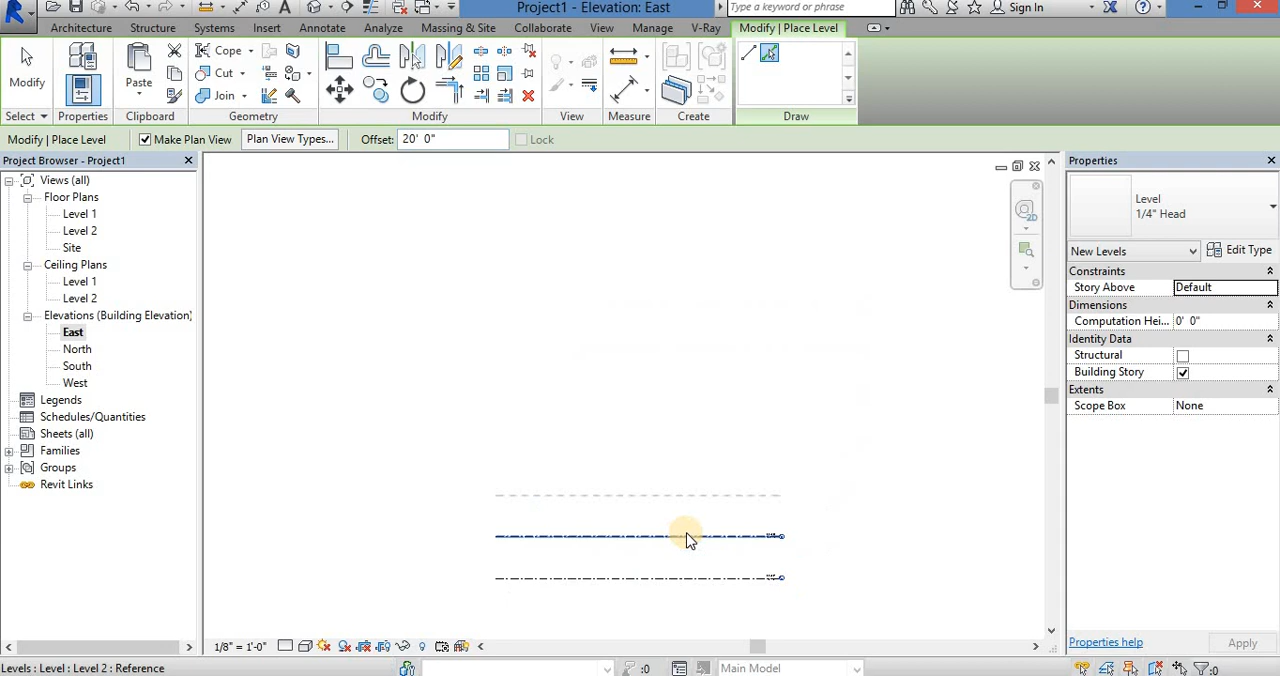 Project1 - Elevation: East
Type a keyword or phrase
Sign In
Architecture Structure Systems Insert Annotate Analyze Massing & Site Collaborate View Manage V-Ray Modify | Place Level
Modify
Paste
Cope
Cut
Join
Select Properties Clipboard Geometry Modify View Measure Create Draw
Modify | Place Level Make Plan View Plan View Types... Offset: 20' 0" Lock
Project Browser - Project1
Views (all)
Floor Plans
Level 1
Level 2
Site
Ceiling Plans
Level 1
Level 2
Elevations (Building Elevation)
East
North
South
West
Legends
Schedules/Quantities
Sheets (all)
Families
Groups
Revit Links
2D
Properties
Level
1/4" Head
New Levels Edit Type
Constraints
Story Above Default
Dimensions
Computation Hei... 0' 0"
Identity Data
Structural
Building Story
Extents
Scope Box None
Properties help Apply
1/8" = 1'-0"
Levels : Level : Level 2 : Reference
:0
Main Model
:0